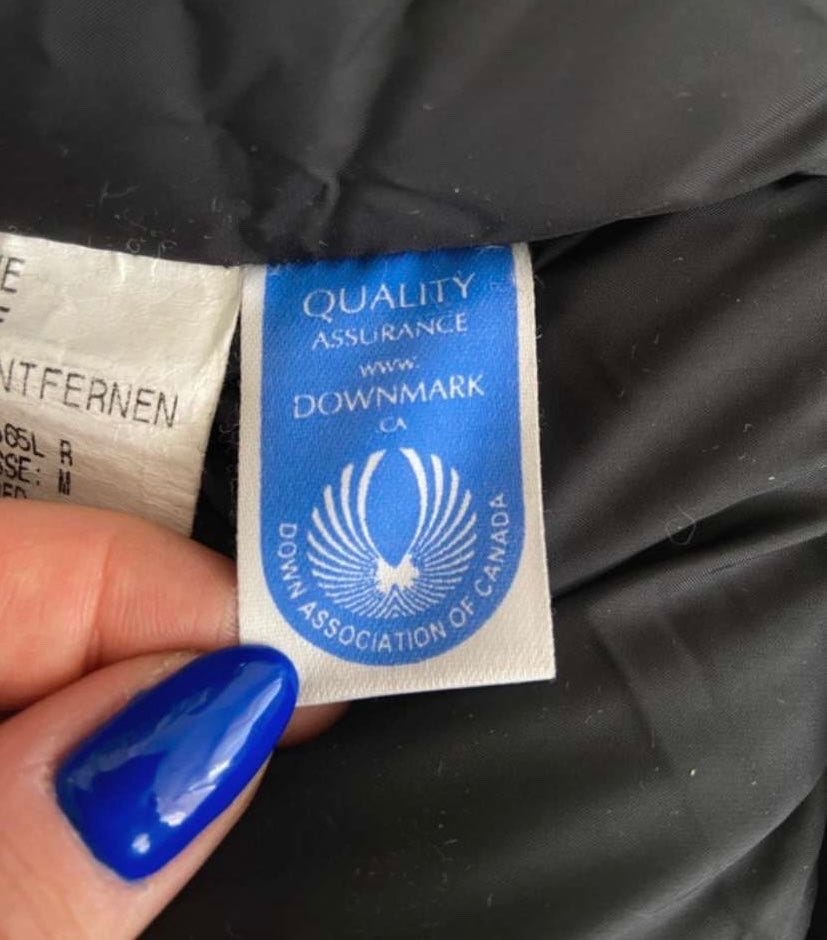 NTFERNEN
QUALITY
ASSURANCE
www.
DOWNMARK
CA
DOWN ASSOCIATION OF CANADA